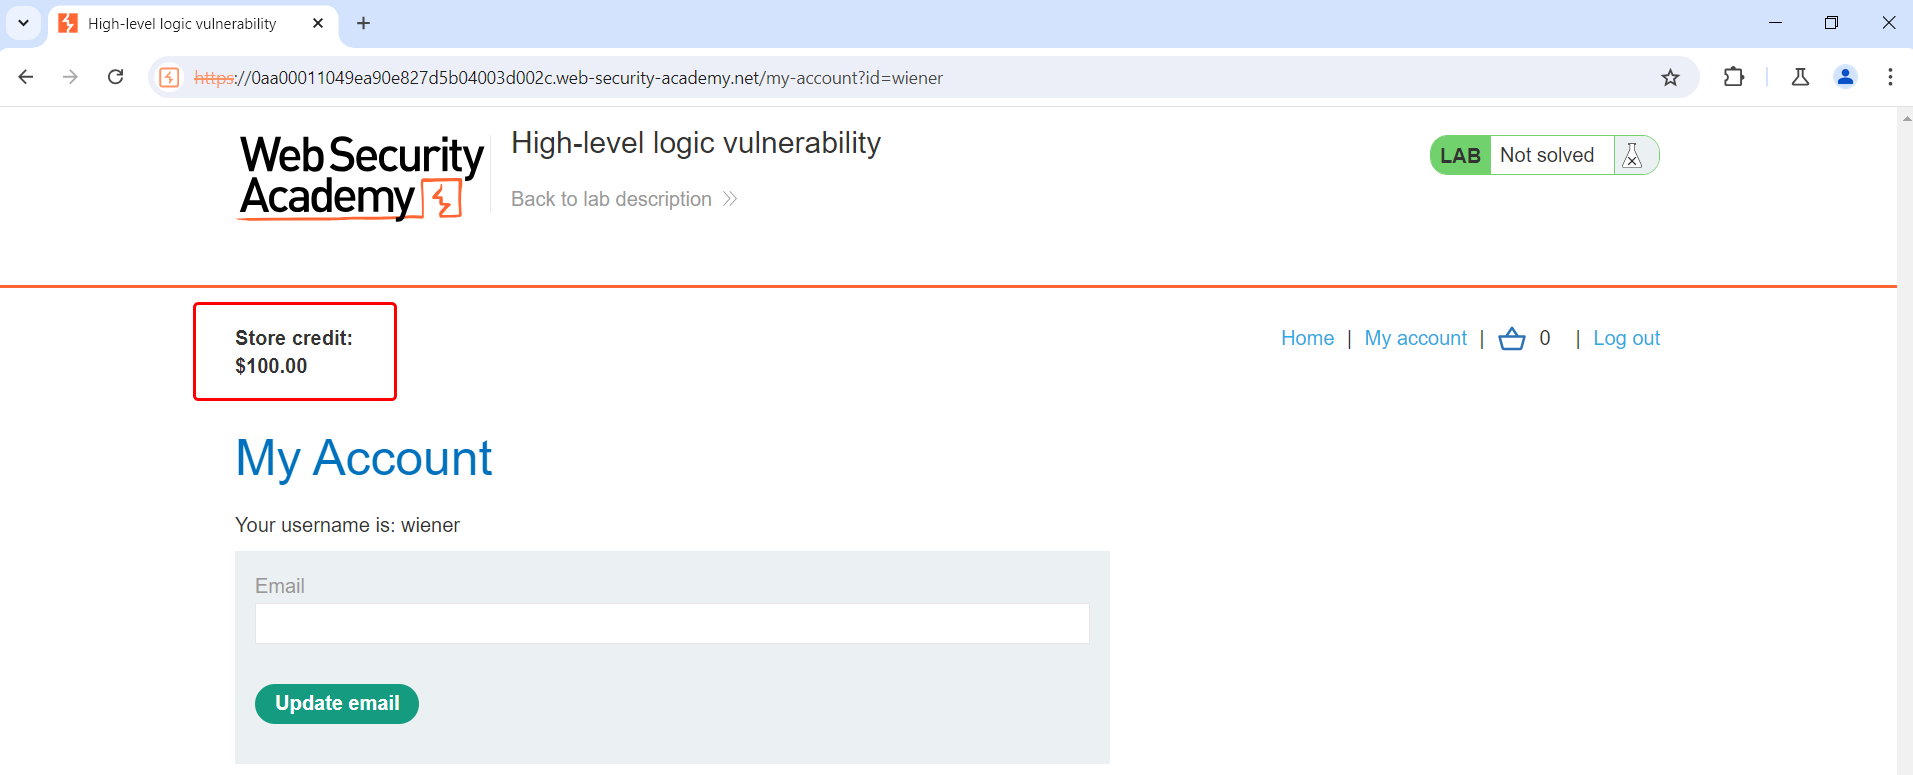 High-level logic vulnerability
https://0aa00011049ea90e827d5b04003d002c.web-security-academy.net/my-account?id=wiener
Web Security
Academy
High-level logic vulnerability
Back to lab description
LAB Not solved
Store credit:
$100.00
Home | My account | 0 | Log out
My Account
Your username is: wiener
Email
Update email